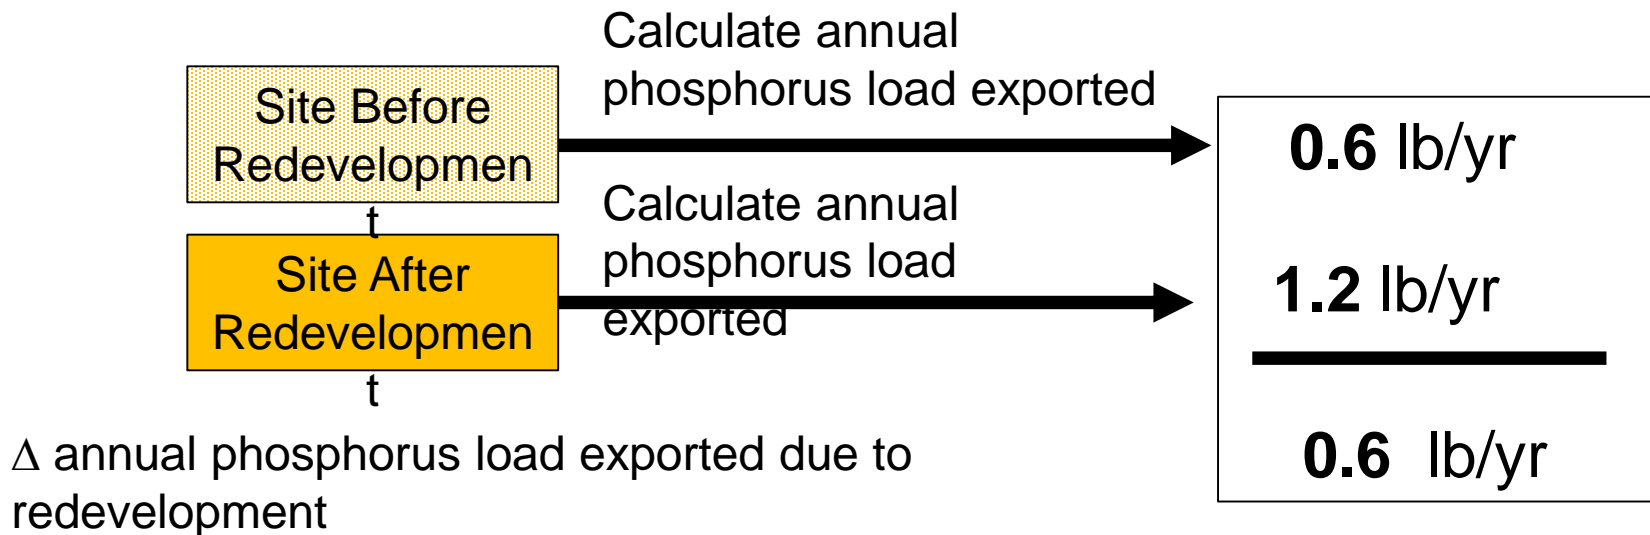 Calculate annual
phosphorus load exported
Site Before
Redevelopmen
t
0.6 lb/yr
Calculate annual
phosphorus load
exported
Site After
Redevelopmen
t
1.2 lb/yr
Δ annual phosphorus load exported due to
redevelopment
0.6 lb/yr